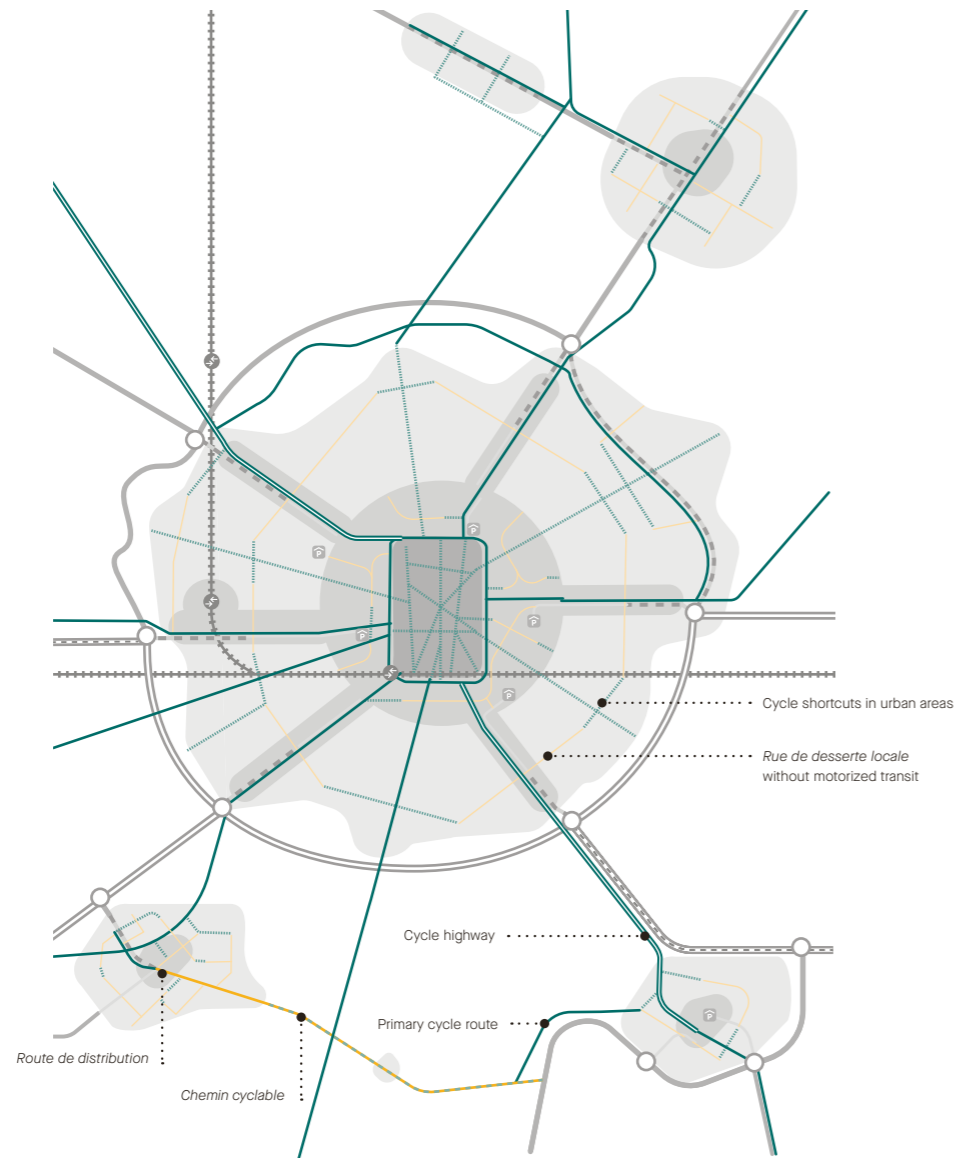 P
P
P
P
P
Cycle shortcuts in urban areas
Rue de desserte locale
without motorized transit
Cycle highway
P
Primary cycle route
Route de distribution
Chemin cyclable